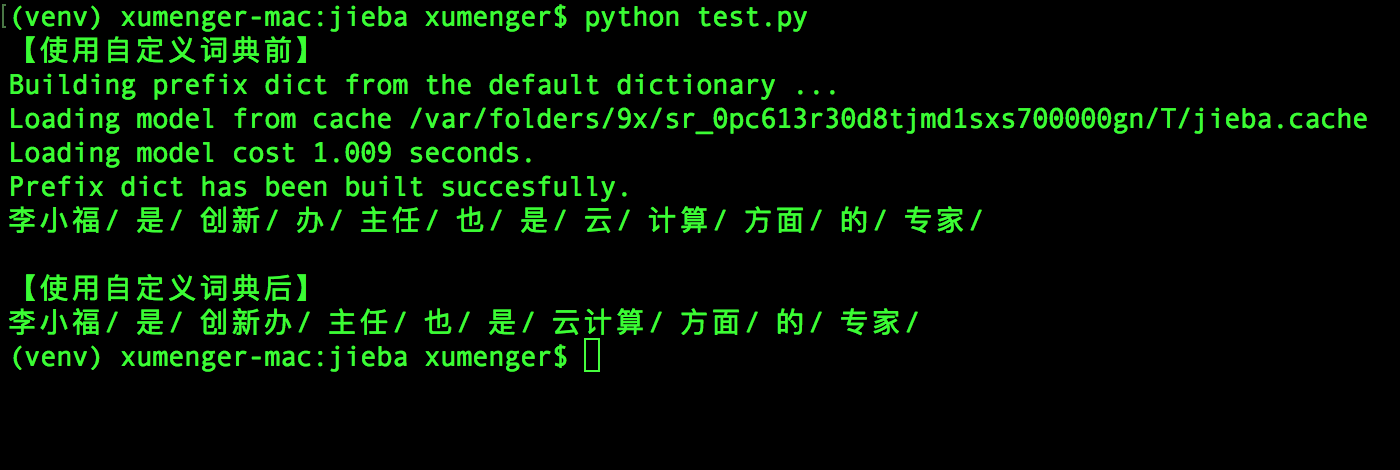 [(venv) xumenger-mac:jieba xumenger$ python test.py
【使用自定义词典前】
Building prefix dict from the default dictionary ...
Loading model from cache /var/folders/9x/sr_0pc613r30d8tjmd1sxs700000gn/T/jieba.cache
Loading model cost 1.009 seconds.
Prefix dict has been built succesfully.
李小福/ 是/ 创新/ 办/ 主任/ 也/ 是/ 云/ 计算/ 方面/ 的/ 专家/
【使用自定义词典后】
李小福/ 是/ 创新办/ 主任/ 也/ 是/ 云计算/ 方面/ 的/ 专家/
(venv) xumenger-mac:jieba xumenger$